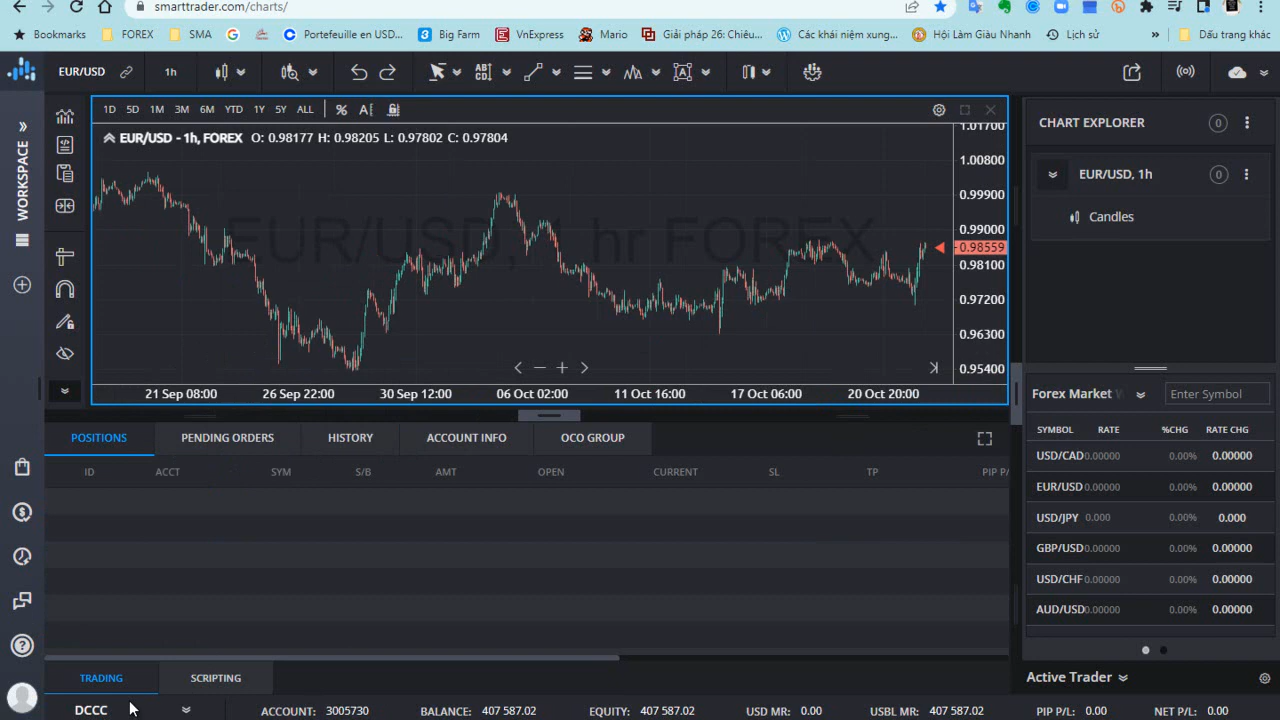 smarttrader.com/charts/
Bookmarks FOREX SMA Portefeuille en USD... Big Farm VnExpress Mario Giải pháp 26: Chiêu... Các khái niệm xung... Hội Làm Giàu Nhanh Lịch sử » Dấu trang khác
EUR/USD 1h
1D 5D 1M 3M 6M YTD 1Y 5Y ALL %
EUR/USD - 1h, FOREX O: 0.98177 H: 0.98205 L: 0.97802 C: 0.97804
EUR/USD, 1 hr FOREX
1.01700
1.00800
0.99900
0.99000
0.98559
0.98100
0.97200
0.96300
0.95400
21 Sep 08:00 26 Sep 22:00 30 Sep 12:00 06 Oct 02:00 11 Oct 16:00 17 Oct 06:00 20 Oct 20:00
WORKSPACE
CHART EXPLORER 0
EUR/USD, 1h 0
Candles
POSITIONS PENDING ORDERS HISTORY ACCOUNT INFO OCO GROUP
ID ACCT SYM S/B AMT OPEN CURRENT SL TP PIP P/
Forex Market Enter Symbol
SYMBOL RATE %CHG RATE CHG
USD/CAD 0.00000 0.00% 0.00000
EUR/USD 0.00000 0.00% 0.00000
USD/JPY 0.000 0.00% 0.000
GBP/USD 0.00000 0.00% 0.00000
USD/CHF 0.00000 0.00% 0.00000
AUD/USD 0.00000 0.00% 0.00000
Active Trader
TRADING SCRIPTING
DCCC ACCOUNT: 3005730 BALANCE: 407 587.02 EQUITY: 407 587.02 USD MR: 0.00 USBL MR: 407 587.02 PIP P/L: 0.00 NET P/L: 0.00